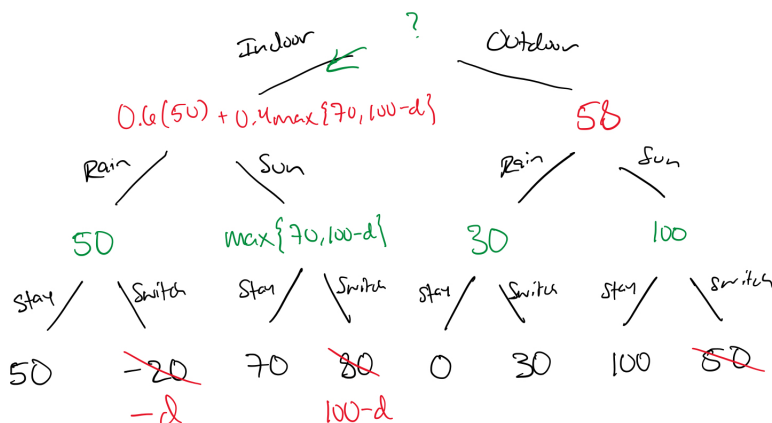 ?
Indoor Outdoor
0.6(50) + 0.4max{70,100-d} 58
Rain Sun Rain Sun
50 max{70,100-d} 30 100
Stay Switch Stay Switch Stay Switch Stay Switch
50 -20 70 80 0 30 100 50
-d 100-d